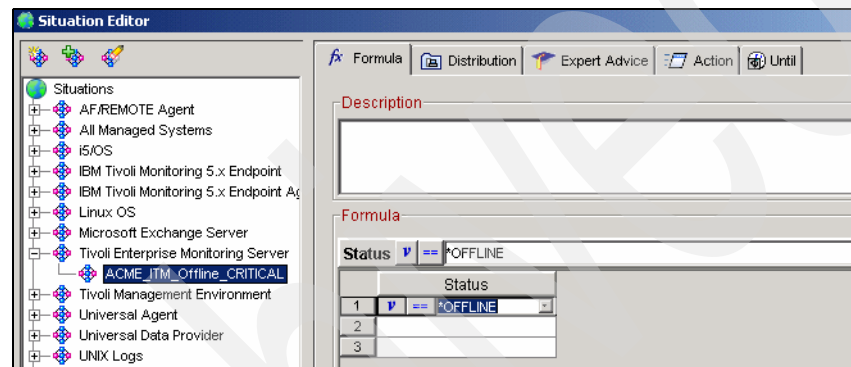 Situation Editor
fx Formula Distribution Expert Advice Action Until
Situations
AF/REMOTE Agent
All Managed Systems
i5/OS
IBM Tivoli Monitoring 5.x Endpoint
IBM Tivoli Monitoring 5.x Endpoint Ag
Linux OS
Microsoft Exchange Server
Tivoli Enterprise Monitoring Server
ACME_ITM_Offline_CRITICAL
Tivoli Management Environment
Universal Agent
Universal Data Provider
UNIX Logs
Description
Formula
Status v == *OFFLINE
Status
1 v == *OFFLINE
2
3